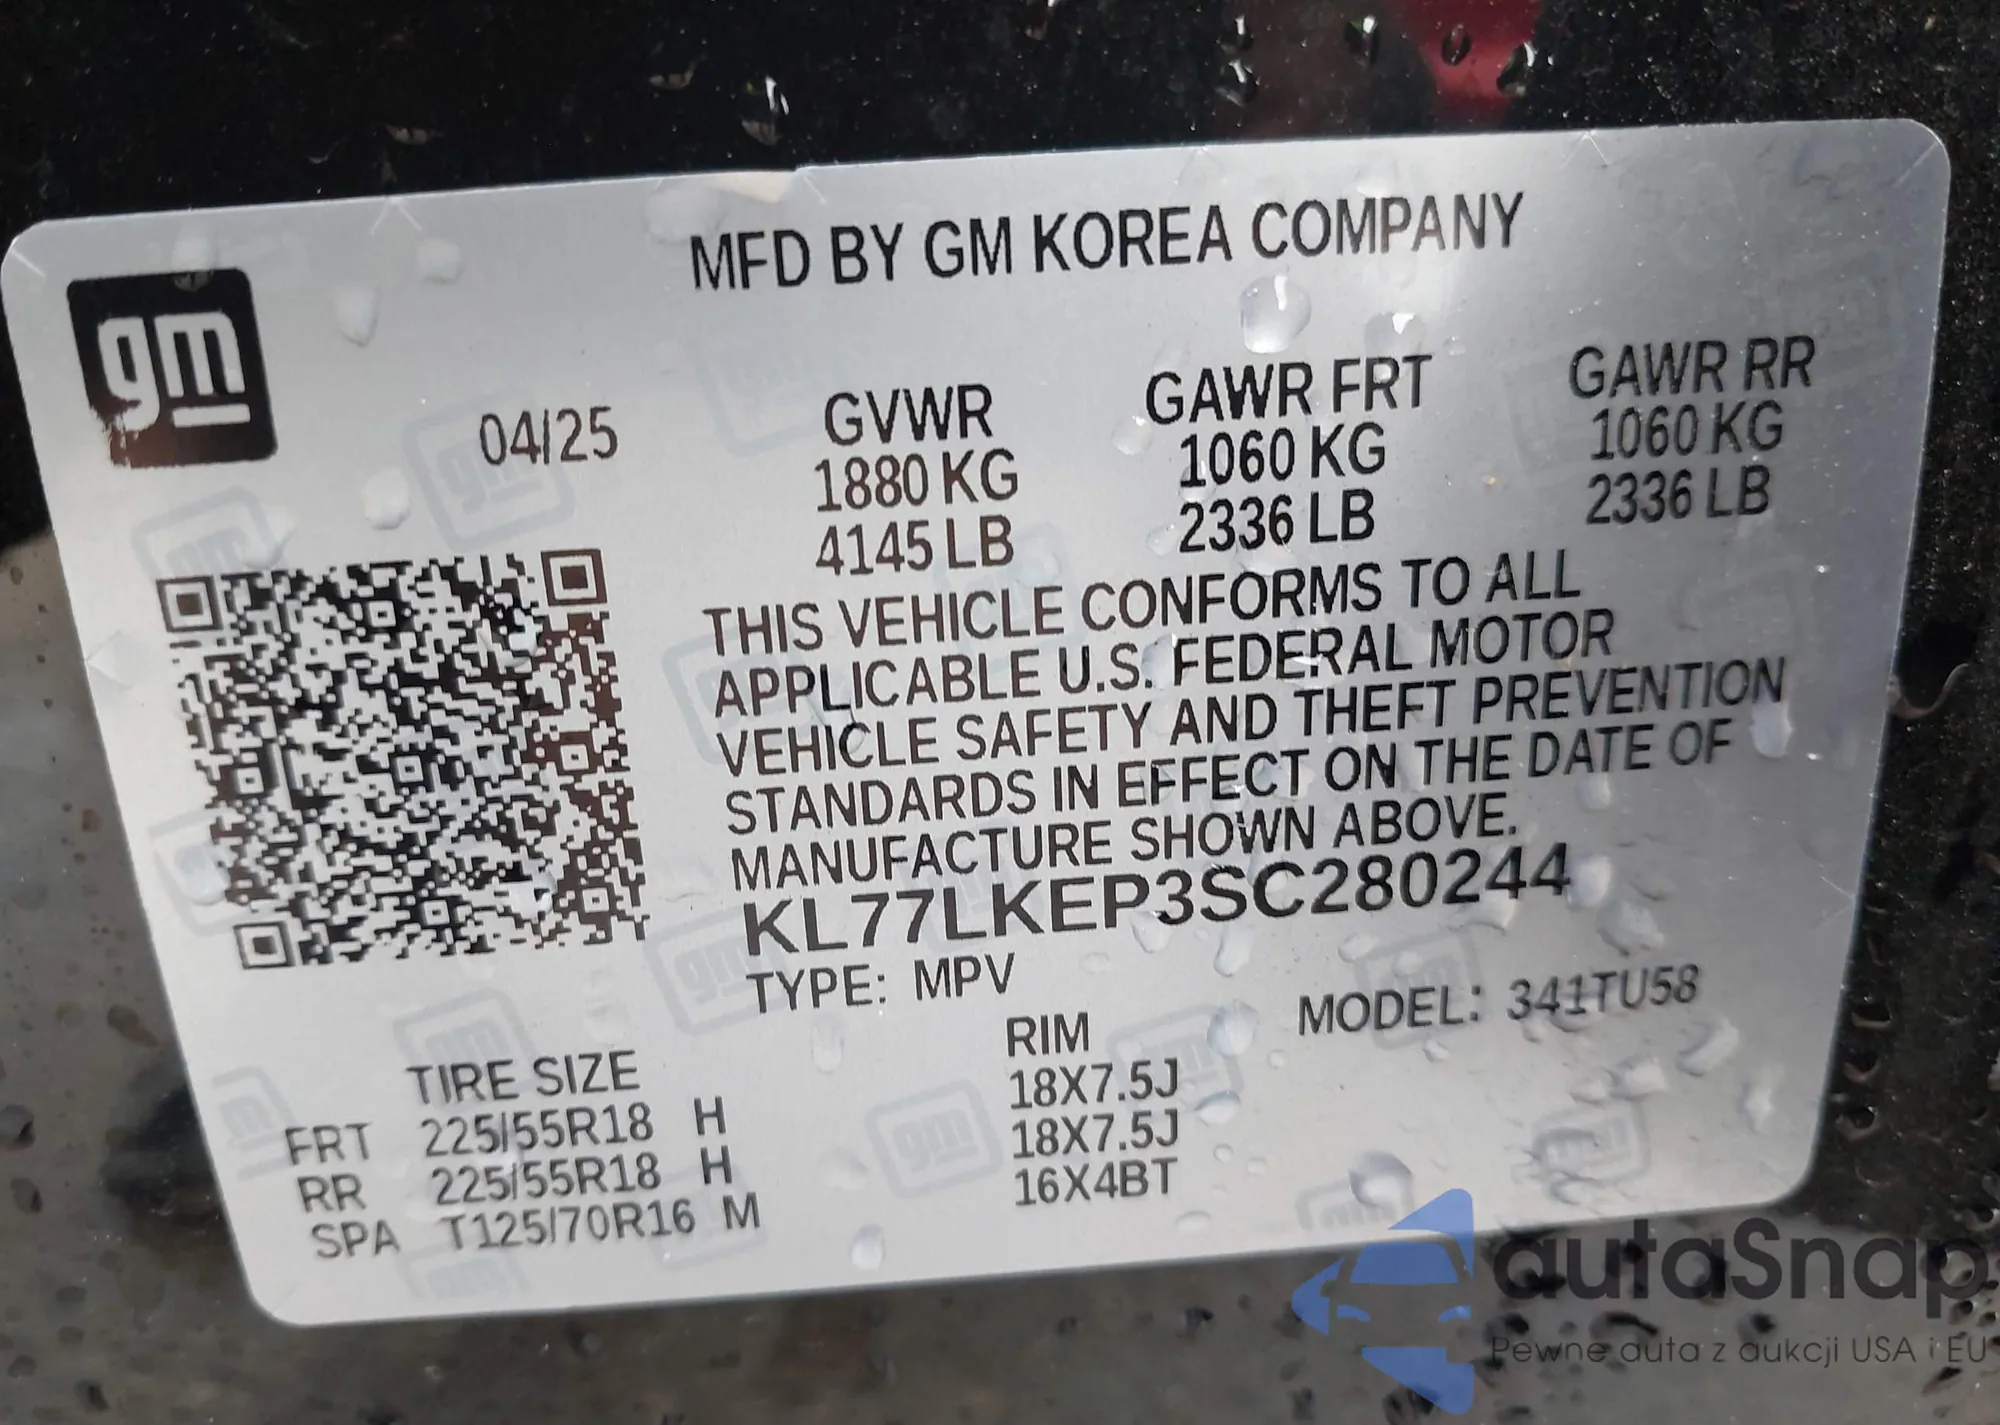 MFD BY GM KOREA COMPANY
gm
04/25
GVWR GAWR FRT GAWR RR
1880 KG 1060 KG 1060 KG
4145 LB 2336 LB 2336 LB
THIS VEHICLE CONFORMS TO ALL
APPLICABLE U.S. FEDERAL MOTOR
VEHICLE SAFETY AND THEFT PREVENTION
STANDARDS IN EFFECT ON THE DATE OF
MANUFACTURE SHOWN ABOVE.
KL77LKEP3SC280244
TYPE: MPV MODEL: 341TU58
TIRE SIZE RIM
FRT 225/55R18 H 18X7.5J
RR 225/55R18 H 18X7.5J
SPA T125/70R16 M 16X4BT
autaSnap
Pewne auta z aukcji USA i EU